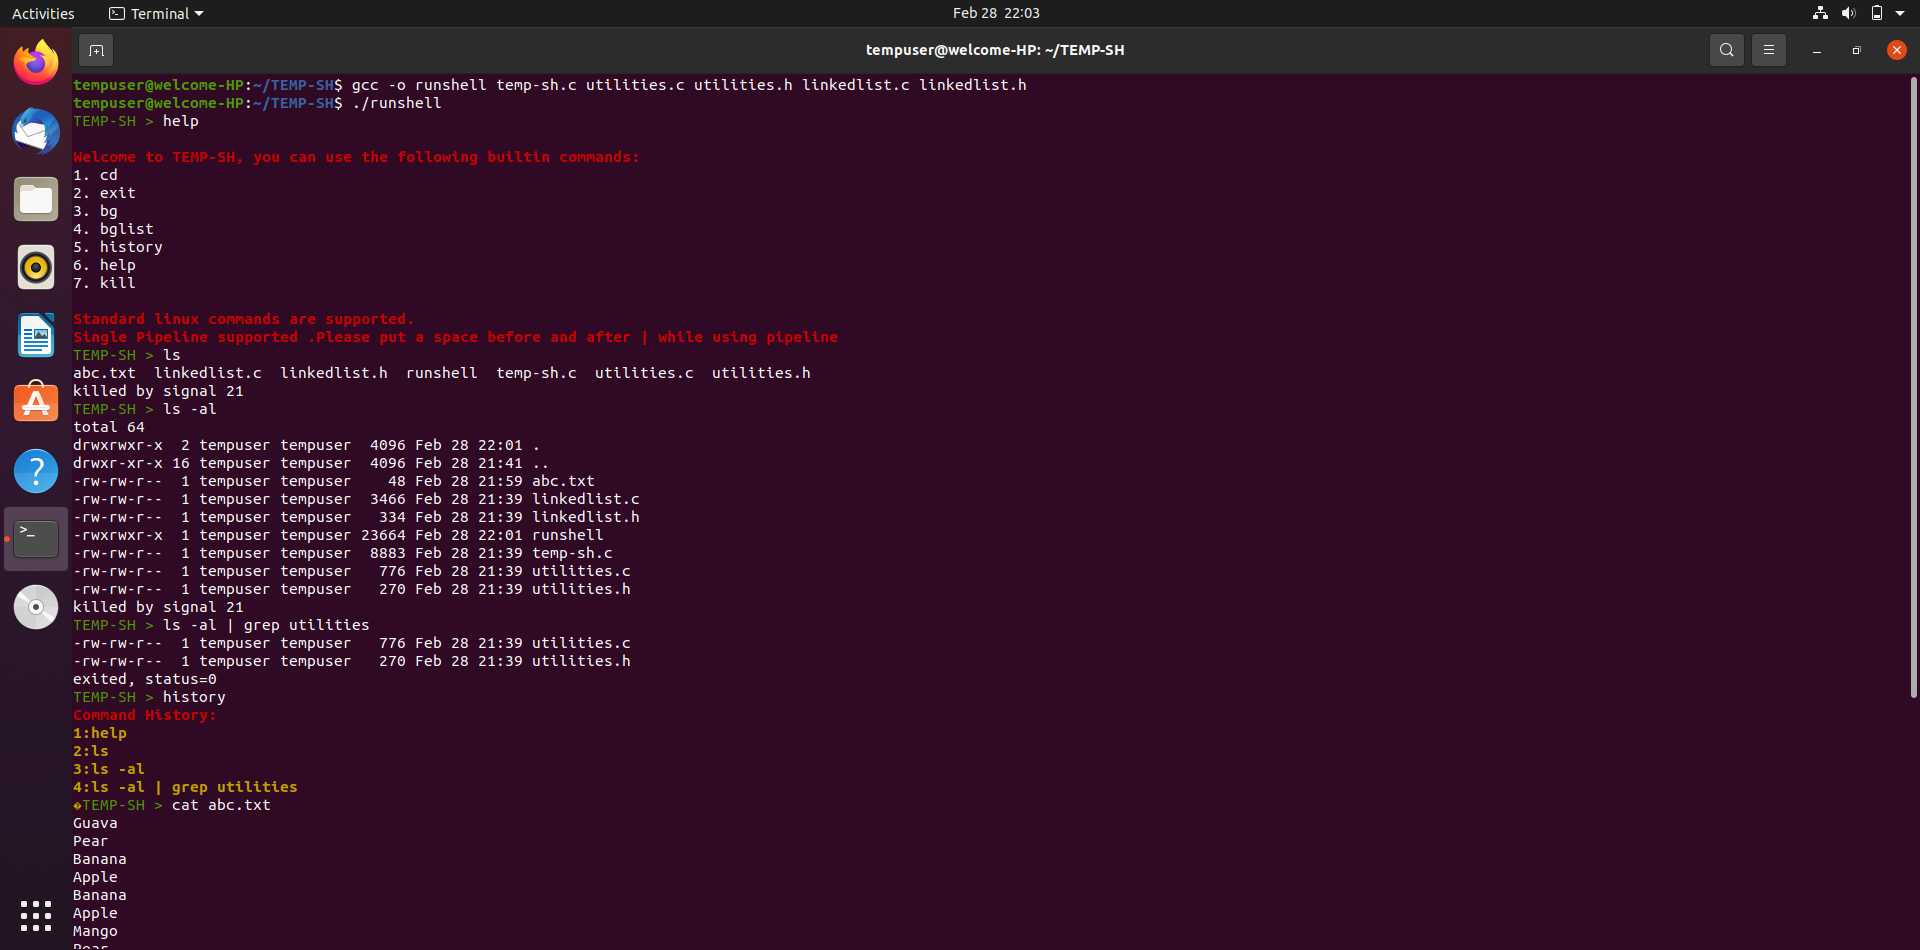 Activities Terminal Feb 28 22:03
tempuser@welcome-HP: ~/TEMP-SH
tempuser@welcome-HP:~/TEMP-SH$ gcc -o runshell temp-sh.c utilities.c utilities.h linkedlist.c linkedlist.h
tempuser@welcome-HP:~/TEMP-SH$ ./runshell
TEMP-SH > help
Welcome to TEMP-SH, you can use the following builtin commands:
1. cd
2. exit
3. bg
4. bglist
5. history
6. help
7. kill
Standard linux commands are supported.
Single Pipeline supported .Please put a space before and after | while using pipeline
TEMP-SH > ls
abc.txt  linkedlist.c  linkedlist.h  runshell  temp-sh.c  utilities.c  utilities.h
killed by signal 21
TEMP-SH > ls -al
total 64
drwxrwxr-x  2 tempuser tempuser  4096 Feb 28 22:01 .
drwxr-xr-x 16 tempuser tempuser  4096 Feb 28 21:41 ..
-rw-rw-r--  1 tempuser tempuser    48 Feb 28 21:59 abc.txt
-rw-rw-r--  1 tempuser tempuser  3466 Feb 28 21:39 linkedlist.c
-rw-rw-r--  1 tempuser tempuser   334 Feb 28 21:39 linkedlist.h
-rwxrwxr-x  1 tempuser tempuser 23664 Feb 28 22:01 runshell
-rw-rw-r--  1 tempuser tempuser  8883 Feb 28 21:39 temp-sh.c
-rw-rw-r--  1 tempuser tempuser   776 Feb 28 21:39 utilities.c
-rw-rw-r--  1 tempuser tempuser   270 Feb 28 21:39 utilities.h
killed by signal 21
TEMP-SH > ls -al | grep utilities
-rw-rw-r--  1 tempuser tempuser   776 Feb 28 21:39 utilities.c
-rw-rw-r--  1 tempuser tempuser   270 Feb 28 21:39 utilities.h
exited, status=0
TEMP-SH > history
Command History:
1:help
2:ls
3:ls -al
4:ls -al | grep utilities
�TEMP-SH > cat abc.txt
Guava
Pear
Banana
Apple
Banana
Apple
Mango
Pear